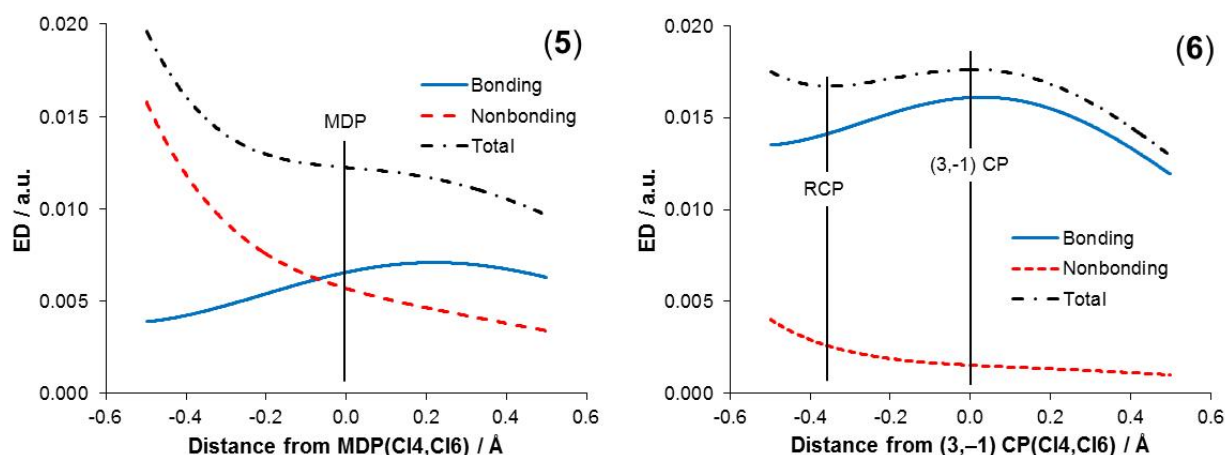 (5)
0.020
0.015
0.010
0.005
0.000
ED / a.u.
Bonding
Nonbonding
Total
MDP
-0.6 -0.4 -0.2 0.0 0.2 0.4 0.6
Distance from MDP(Cl4,Cl6) / Å
(6)
0.020
0.015
0.010
0.005
0.000
ED / a.u.
RCP
(3,-1) CP
Bonding
Nonbonding
Total
-0.6 -0.4 -0.2 0.0 0.2 0.4 0.6
Distance from (3,–1) CP(Cl4,Cl6) / Å